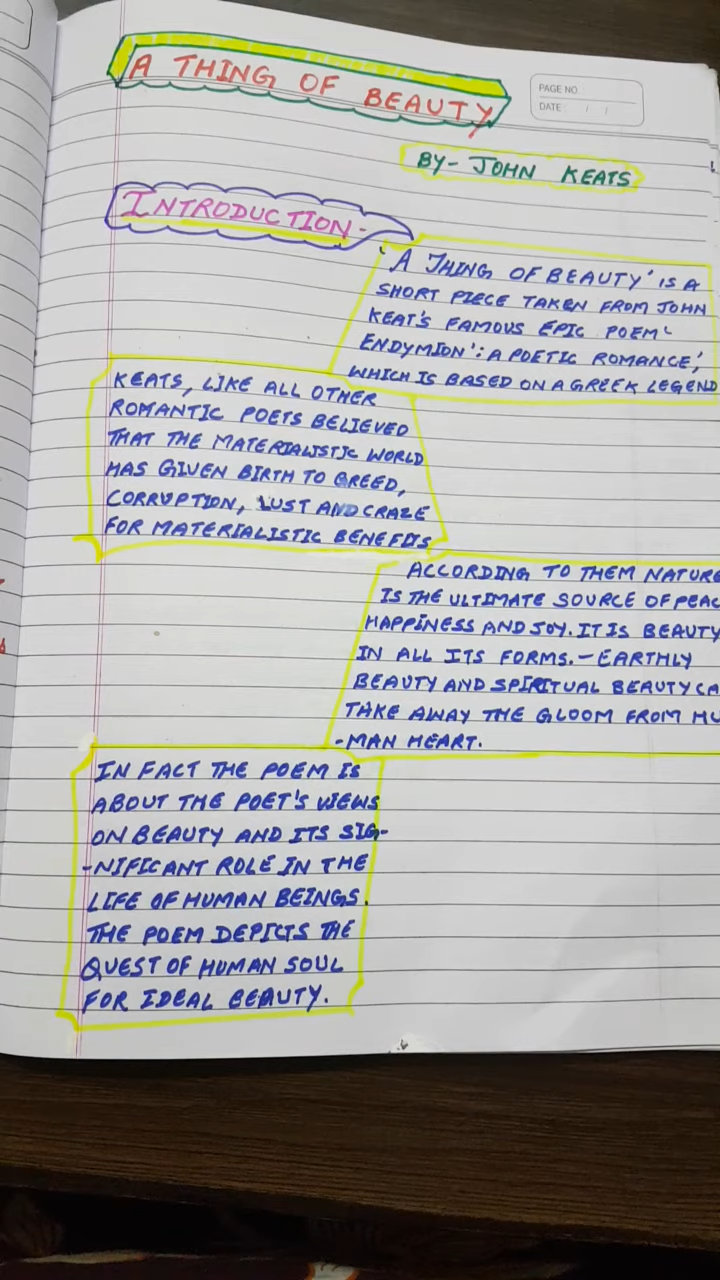 A THING OF BEAUTY
PAGE NO.
DATE: / /
BY- JOHN KEATS
INTRODUCTION-
'A THING OF BEAUTY' IS A
SHORT PIECE TAKEN FROM JOHN
KEAT'S FAMOUS EPIC POEM '
ENDYMION': A POETIC ROMANCE,'
WHICH IS BASED ON A GREEK LEGEND
KEATS, LIKE ALL OTHER
ROMANTIC POETS BELIEVED
THAT THE MATERIALISTIC WORLD
HAS GIVEN BIRTH TO GREED,
CORRUPTION, LUST AND CRAZE
FOR MATERIALISTIC BENEFITS
ACCORDING TO THEM NATURE
IS THE ULTIMATE SOURCE OF PEAC
HAPPINESS AND JOY. IT IS BEAUTY
IN ALL ITS FORMS.- EARTHLY
BEAUTY AND SPIRITUAL BEAUTY CA
TAKE AWAY THE GLOOM FROM HU
-MAN HEART.
IN FACT THE POEM IS
ABOUT THE POET'S VIEWS
ON BEAUTY AND ITS SIG-
-NIFICANT ROLE IN THE
LIFE OF HUMAN BEINGS.
THE POEM DEPICTS THE
QUEST OF HUMAN SOUL
FOR IDEAL BEAUTY.